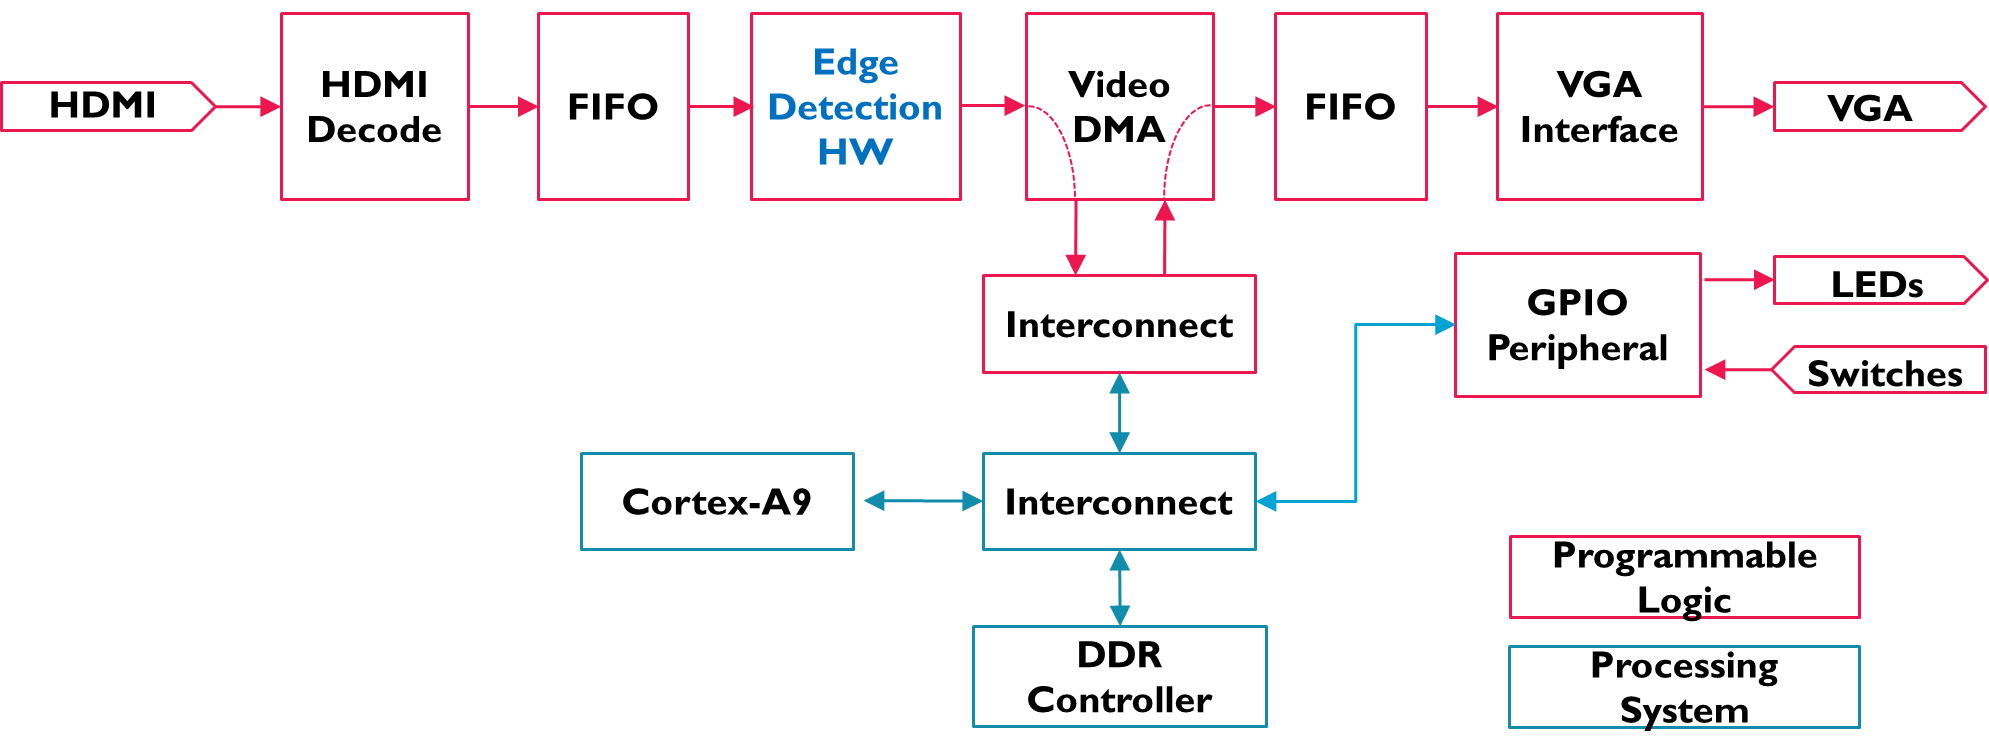 HDMI
HDMI
Decode
FIFO
Edge
Detection
HW
Video
DMA
FIFO
VGA
Interface
VGA
Interconnect
GPIO
Peripheral
LEDs
Switches
Cortex-A9
Interconnect
DDR
Controller
Programmable
Logic
Processing
System